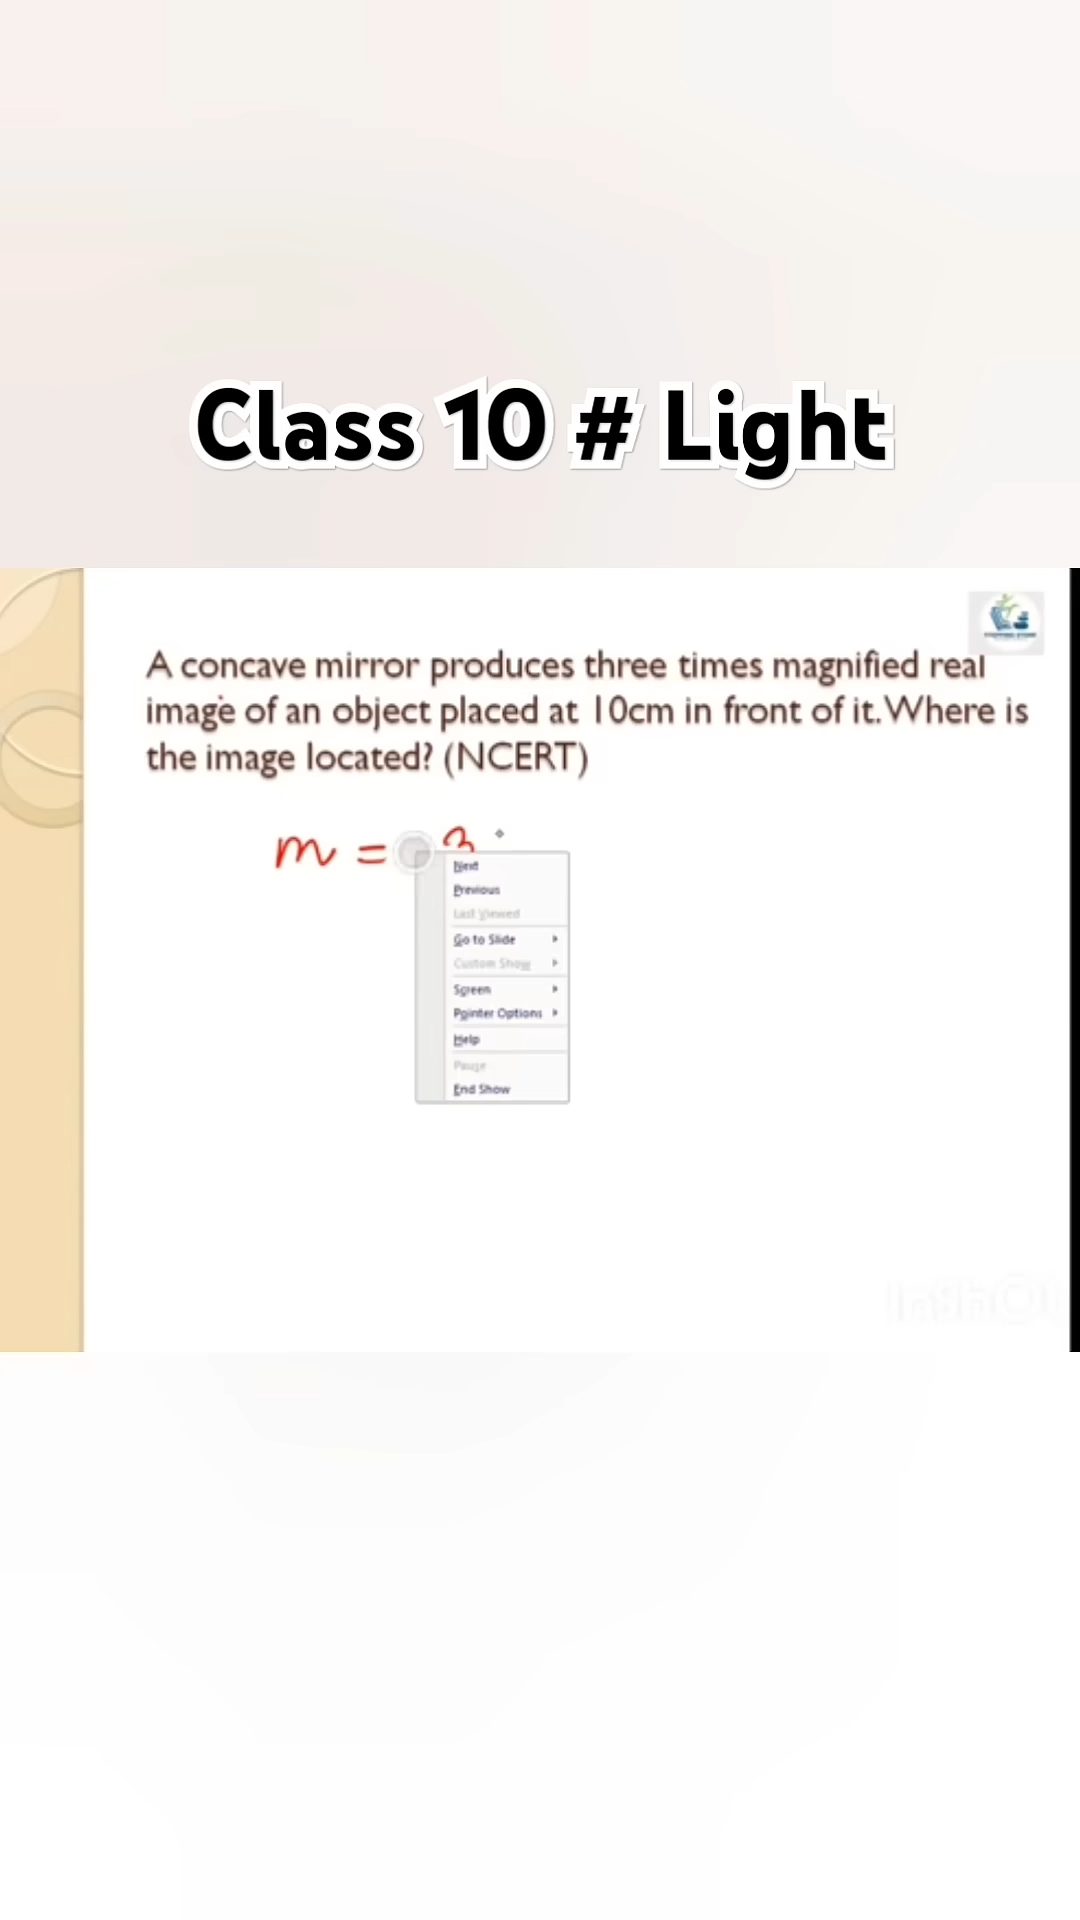 Class 10 # Light
A concave mirror produces three times magnified real
image of an object placed at 10cm in front of it. Where is
the image located? (NCERT)
m = 3
Next
Previous
Last Viewed
Go to Slide
Custom Show
Screen
Pointer Options
Help
Pause
End Show